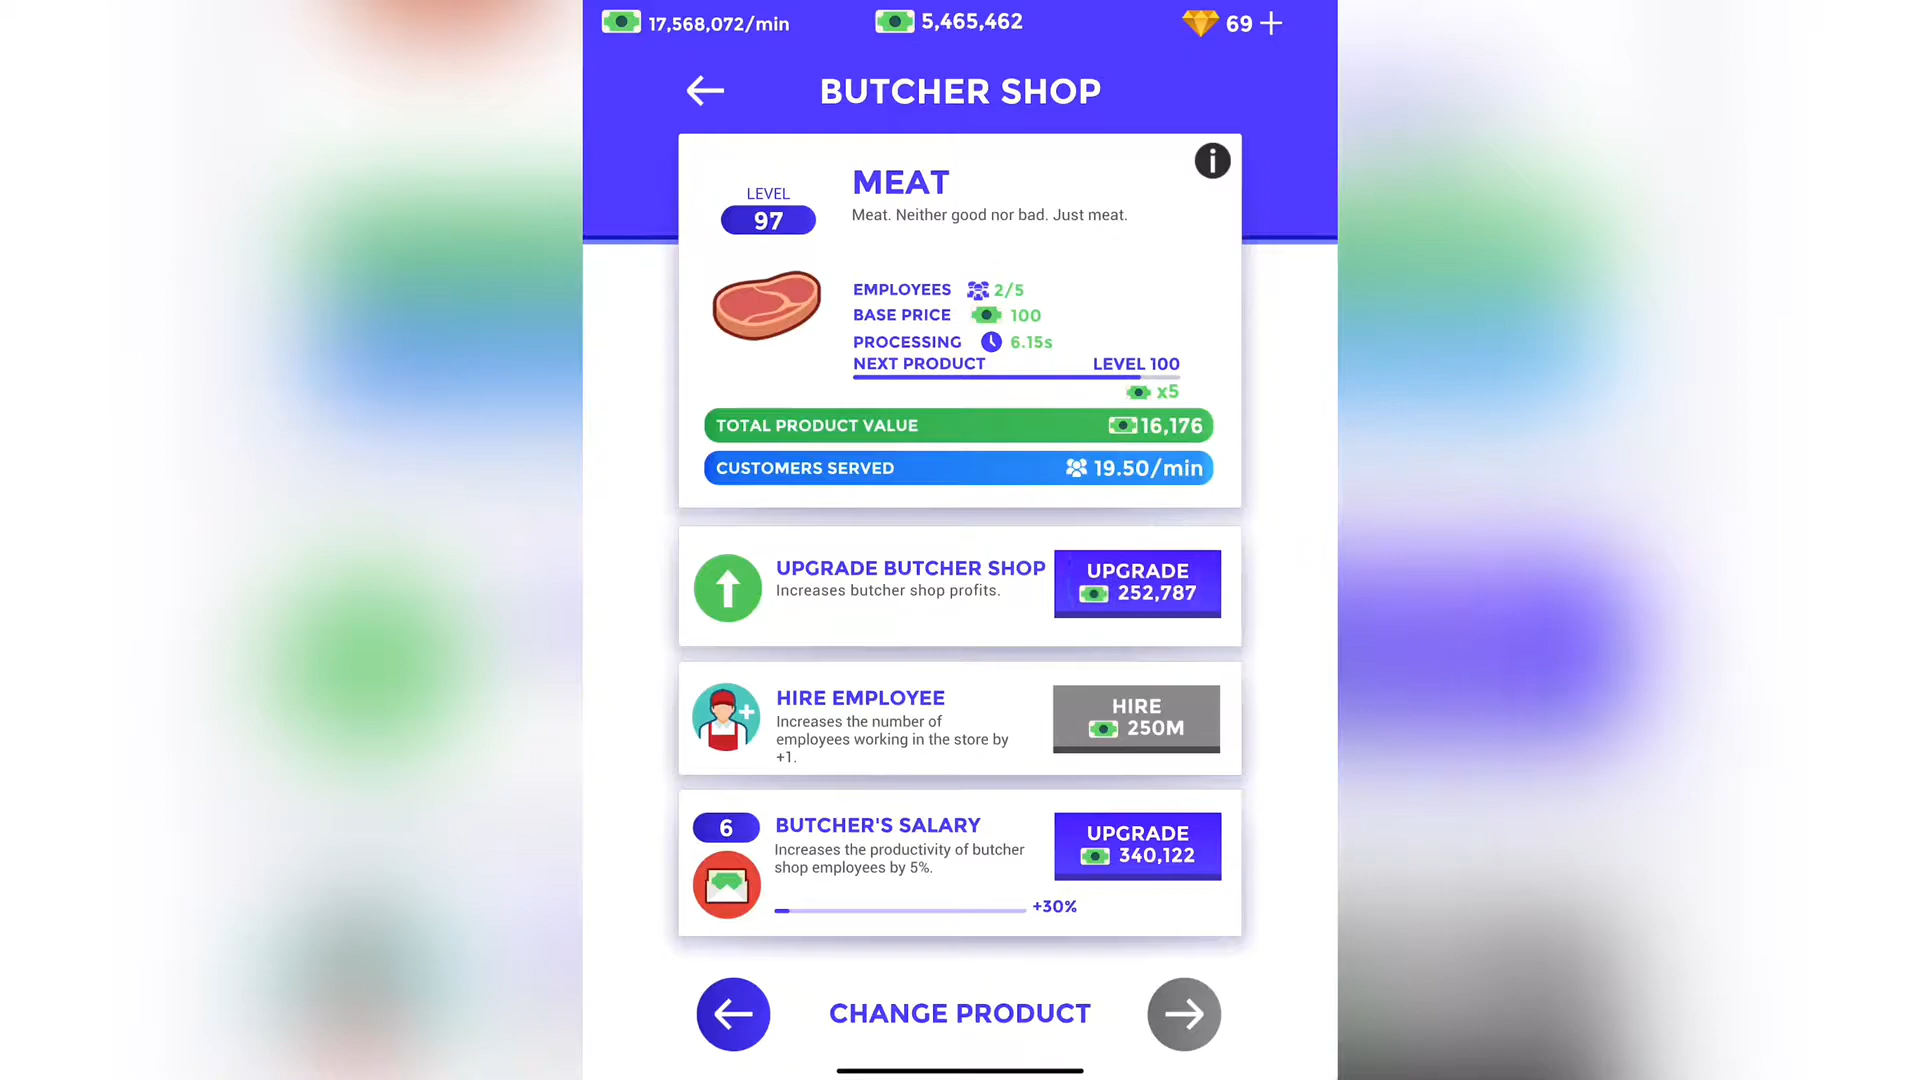 17,568,072/min
5,465,462
69
BUTCHER SHOP
MEAT
Meat. Neither good nor bad. Just meat.
LEVEL
97
EMPLOYEES 2/5
BASE PRICE 100
PROCESSING 6.15s
NEXT PRODUCT LEVEL 100
x5
TOTAL PRODUCT VALUE 16,176
CUSTOMERS SERVED 19.50/min
UPGRADE BUTCHER SHOP
Increases butcher shop profits.
UPGRADE
252,787
HIRE EMPLOYEE
Increases the number of
employees working in the store by
+1.
HIRE
250M
6
BUTCHER'S SALARY
Increases the productivity of butcher
shop employees by 5%.
+30%
UPGRADE
340,122
CHANGE PRODUCT